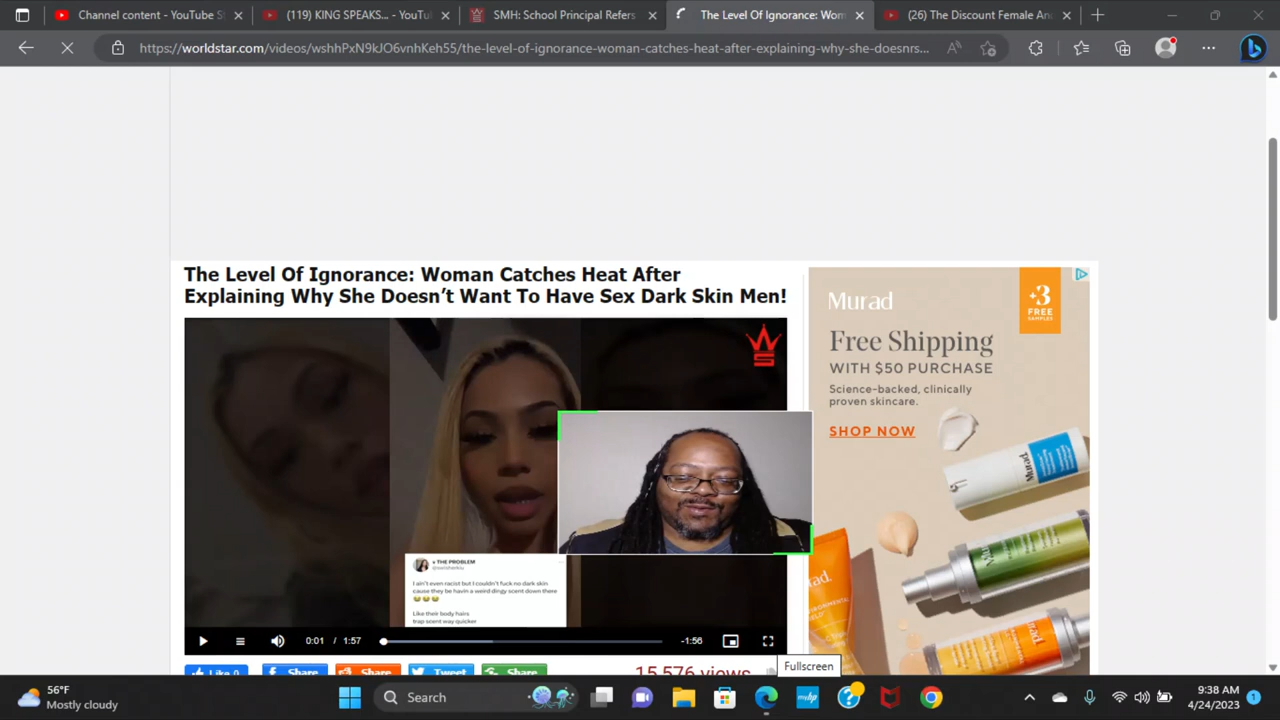 Channel content - YouTube S
(119) KING SPEAKS... - YouTu
SMH: School Principal Refers
The Level Of Ignorance: Wom
(26) The Discount Female An
https://worldstar.com/videos/wshhPxN9kJO6vnhKeh55/the-level-of-ignorance-woman-catches-heat-after-explaining-why-she-doesnrs...
The Level Of Ignorance: Woman Catches Heat After
Explaining Why She Doesn’t Want To Have Sex Dark Skin Men!
THE PROBLEM
I ain't even racist but I couldn't fuck no dark skin
cause they be havin a weird dingy scent down there
Like their body hairs
trap scent way quicker
0:01 / 1:57
-1:56
Fullscreen
Like 0
Share
Share
Tweet
Share
15,576 views
Murad
+3
FREE
SAMPLES
Free Shipping
WITH $50 PURCHASE
Science-backed, clinically
proven skincare.
SHOP NOW
Murad.
56°F
Mostly cloudy
Search
9:38 AM
4/24/2023
1